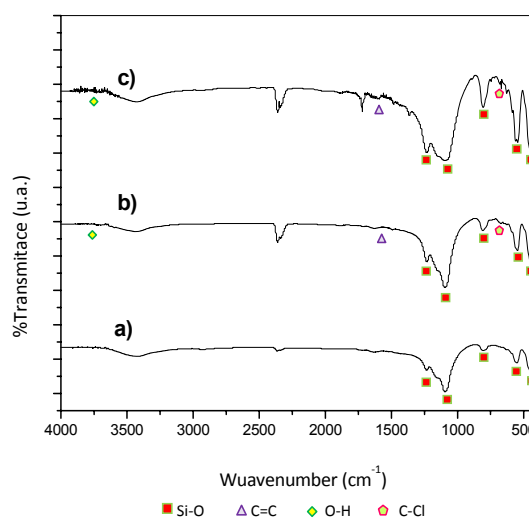 c)
b)
a)
%Transmitace (u.a.)
4000 3500 3000 2500 2000 1500 1000 500
Wuavenumber (cm⁻¹)
Si-O C=C O-H C-Cl